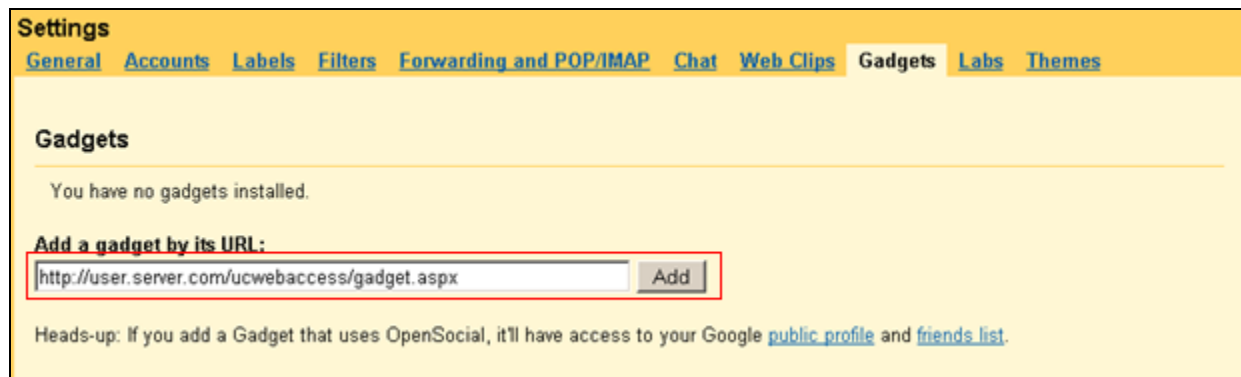 Settings
General Accounts Labels Filters Forwarding and POP/IMAP Chat Web Clips Gadgets Labs Themes
Gadgets
You have no gadgets installed.
Add a gadget by its URL:
http://user.server.com/ucwebaccess/gadget.aspx Add
Heads-up: If you add a Gadget that uses OpenSocial, it'll have access to your Google public profile and friends list.